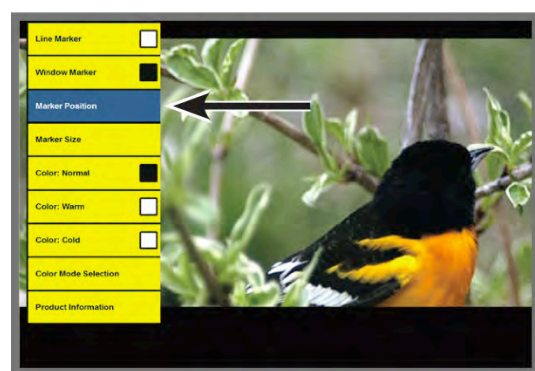 Line Marker
Window Marker
Marker Position
Marker Size
Color: Normal
Color: Warm
Color: Cold
Color Mode Selection
Product Information